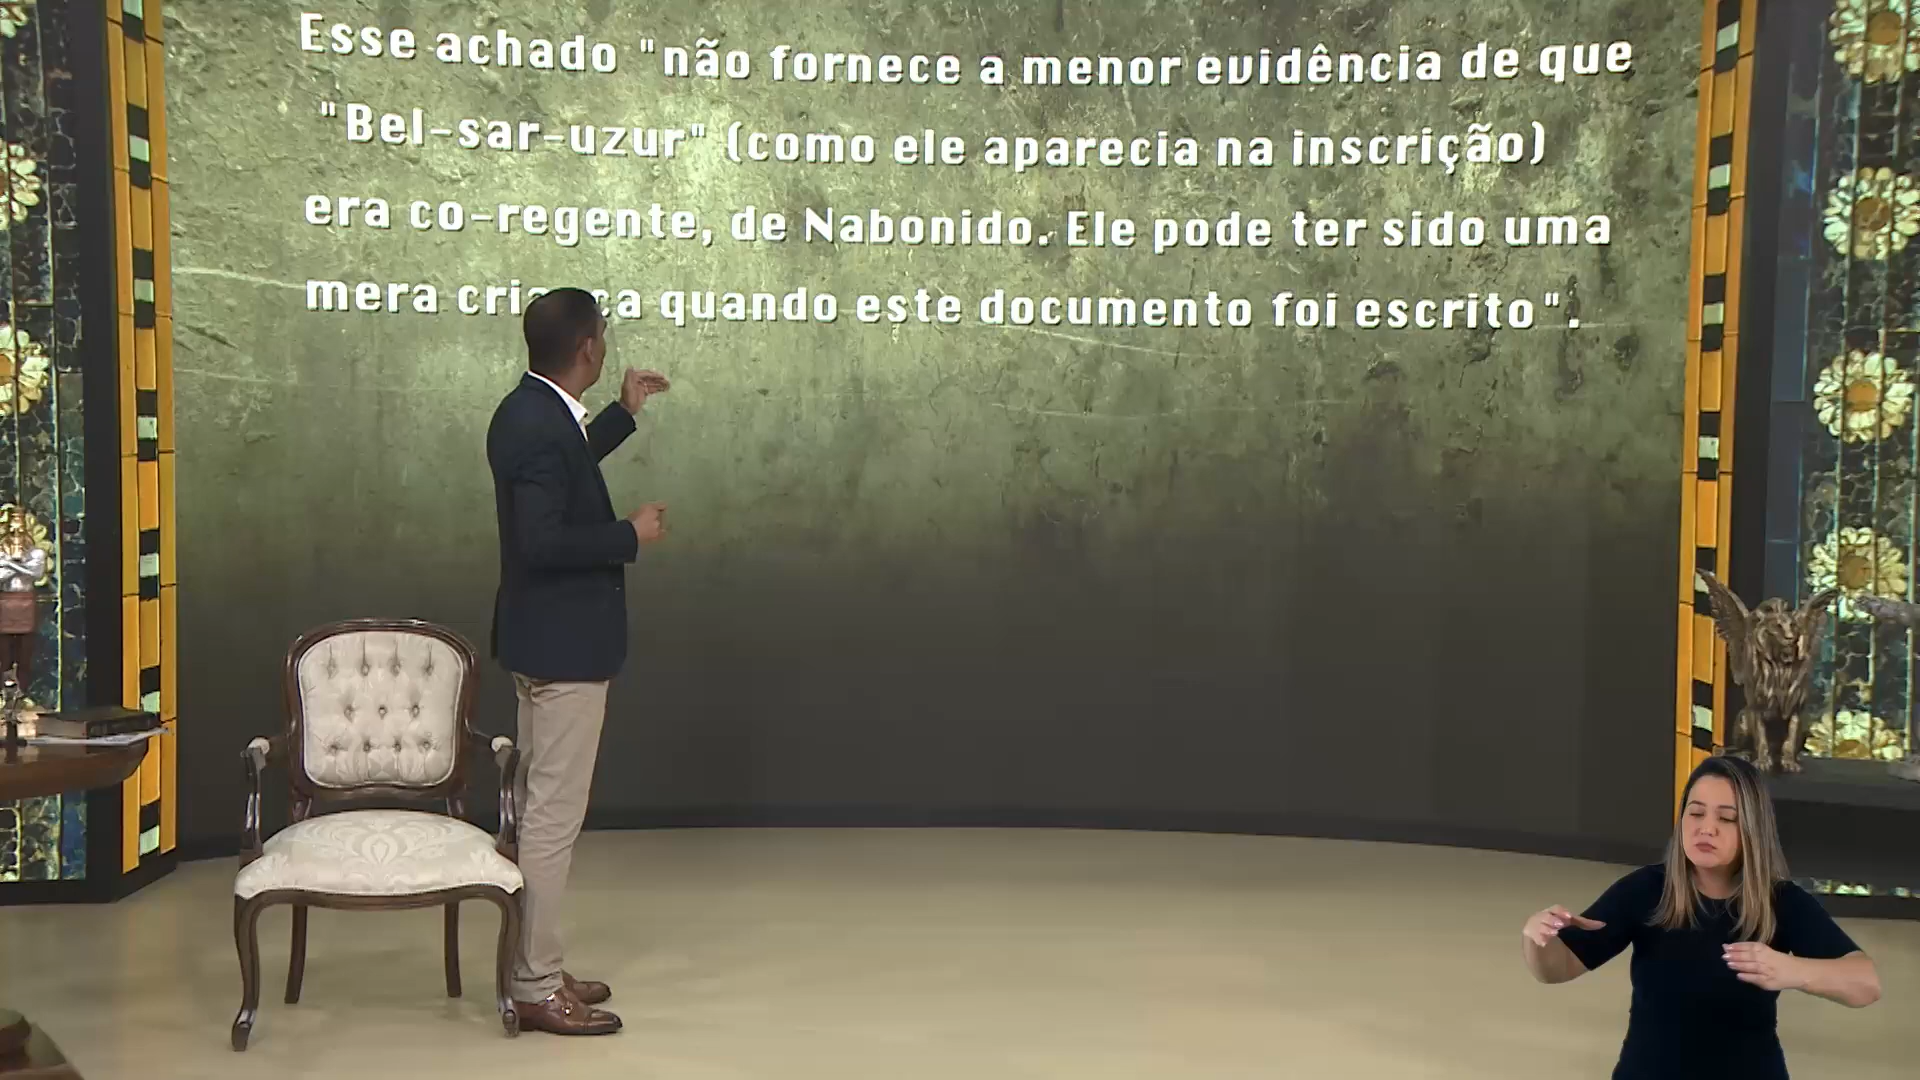 Esse achado "não fornece a menor evidência de que
"Bel-sar-uzur" (como ele aparecia na inscrição)
era co-regente, de Nabonido. Ele pode ter sido uma
mera criança quando este documento foi escrito".